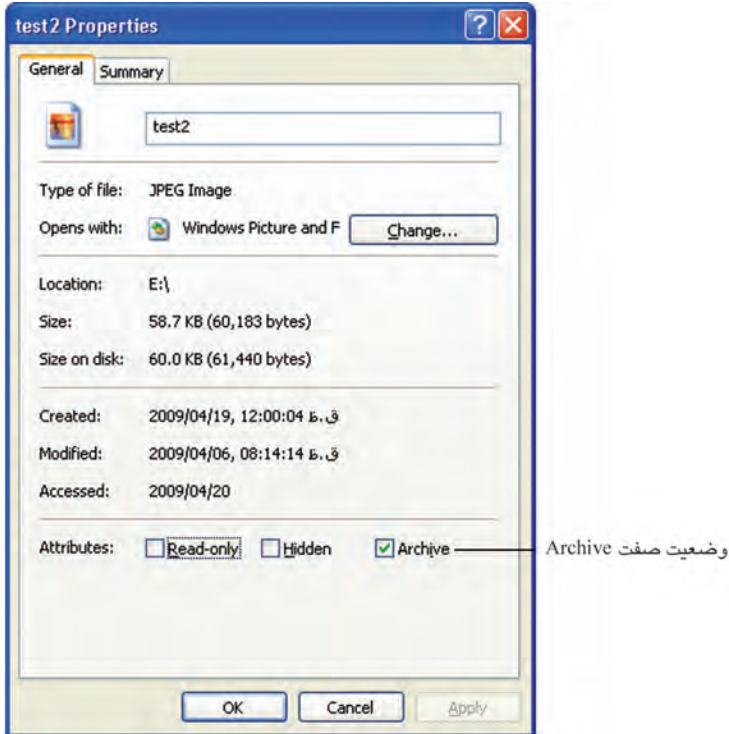 test2 Properties
General Summary
test2
Type of file: JPEG Image
Opens with: Windows Picture and F Change...
Location: E:\
Size: 58.7 KB (60,183 bytes)
Size on disk: 60.0 KB (61,440 bytes)
Created: 2009/04/19, 12:00:04 ق.ظ
Modified: 2009/04/06, 08:14:14 ق.ظ
Accessed: 2009/04/20
Attributes: Read-only Hidden Archive
وضعیت صفت Archive
OK Cancel Apply